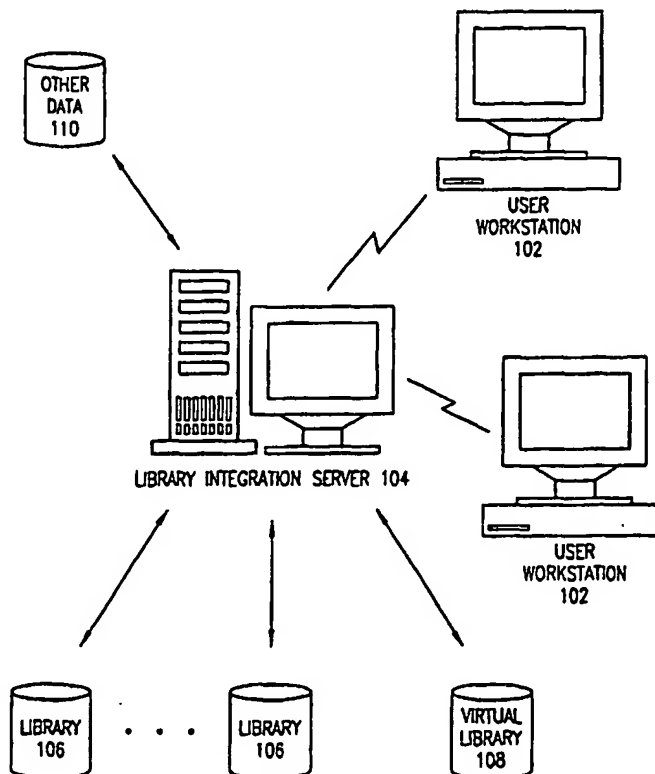 OTHER
DATA
110
USER
WORKSTATION
102
LIBRARY INTEGRATION SERVER 104
USER
WORKSTATION
102
LIBRARY
106
. . .
LIBRARY
106
VIRTUAL
LIBRARY
108